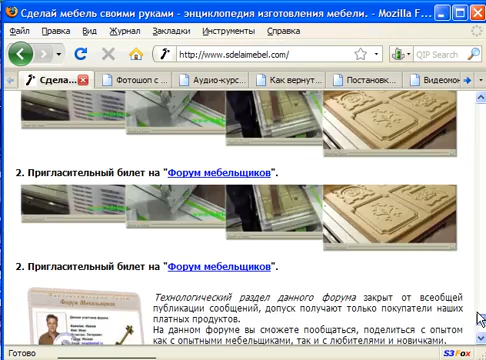 Сделай мебель своими руками - энциклопедия изготовления мебели. - Mozilla F...
Файл Правка Вид Журнал Закладки Инструменты Справка
http://www.sdelaimebel.com/
QIP Search
Сдела...
Фотошоп с ...
Аудио-курс...
Как вернут...
Постановк...
Видеомон
2. Пригласительный билет на "Форум мебельщиков".
2. Пригласительный билет на "Форум мебельщиков".
Форум Мебельщиков
Технологический раздел данного форума закрыт от всеобщей
публикации сообщений, допуск получают только покупатели наших
платных продуктов.
На данном форуме вы сможете пообщаться, поделиться с опытом
как с опытными мебельщиками, так и с любителями и новичками.
Готово
S3Fox